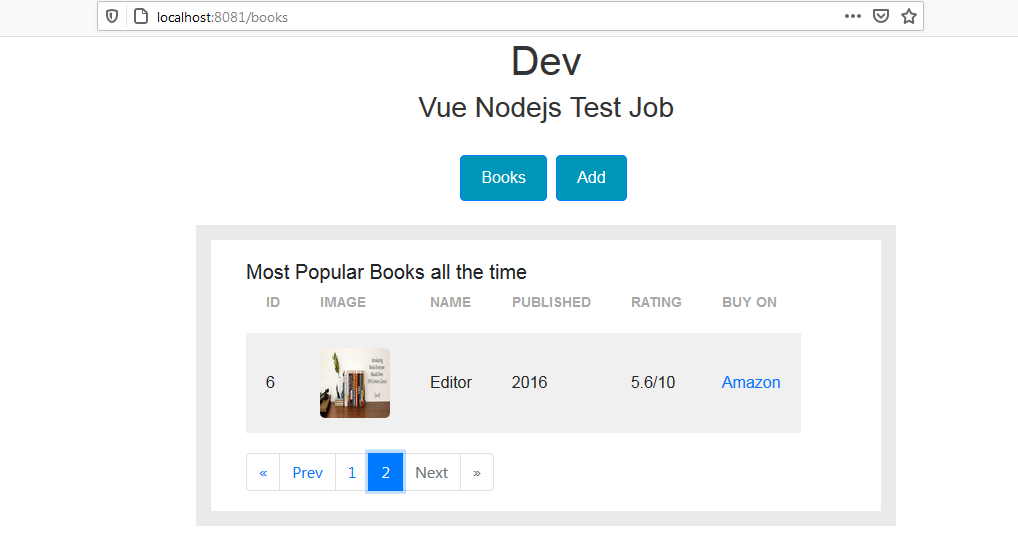 localhost:8081/books
Dev
Vue Nodejs Test Job
Books Add
Most Popular Books all the time
ID IMAGE NAME PUBLISHED RATING BUY ON
6 Editor 2016 5.6/10 Amazon
« Prev 1 2 Next »